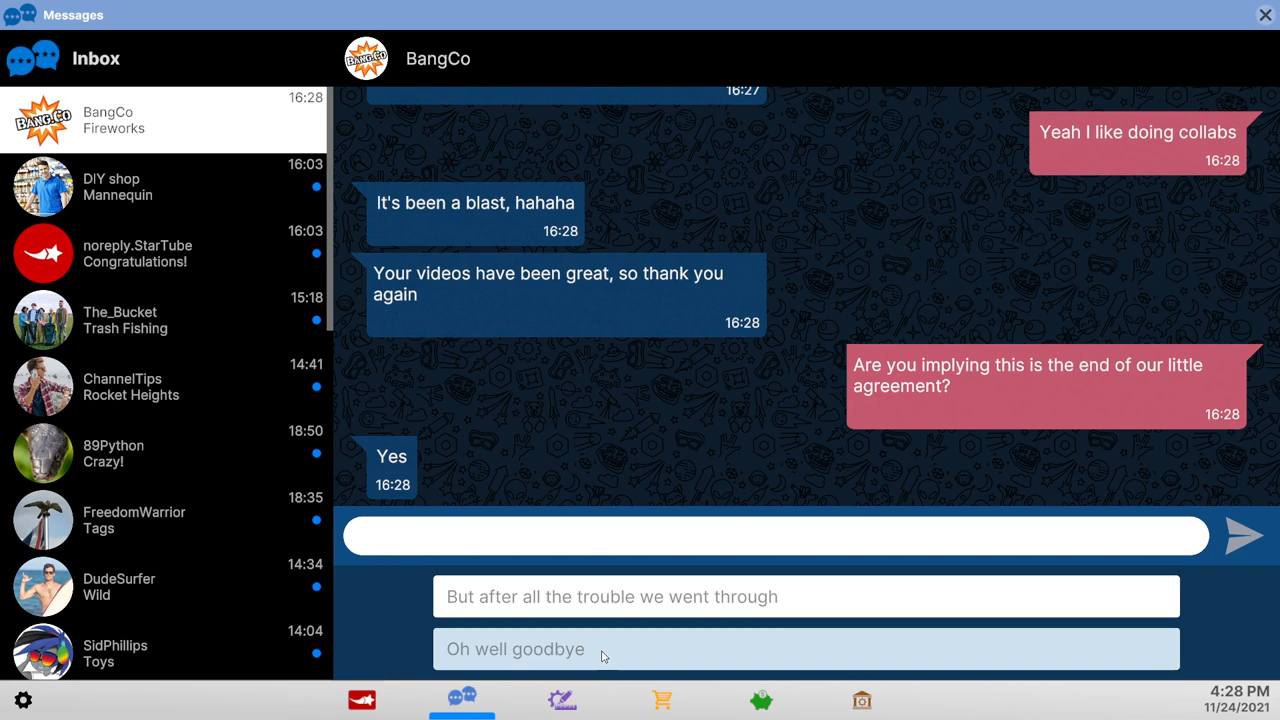 Messages
Inbox
BANG.CO
BangCo
16:28
BangCo
Fireworks
16:03
DIY shop
Mannequin
16:03
noreply.StarTube
Congratulations!
15:18
The_Bucket
Trash Fishing
14:41
ChannelTips
Rocket Heights
18:50
89Python
Crazy!
18:35
FreedomWarrior
Tags
14:34
DudeSurfer
Wild
14:04
SidPhillips
Toys
BANG.CO
16:27
Yeah I like doing collabs
16:28
It's been a blast, hahaha
16:28
Your videos have been great, so thank you
again
16:28
Are you implying this is the end of our little
agreement?
16:28
Yes
16:28
But after all the trouble we went through
Oh well goodbye
4:28 PM
11/24/2021